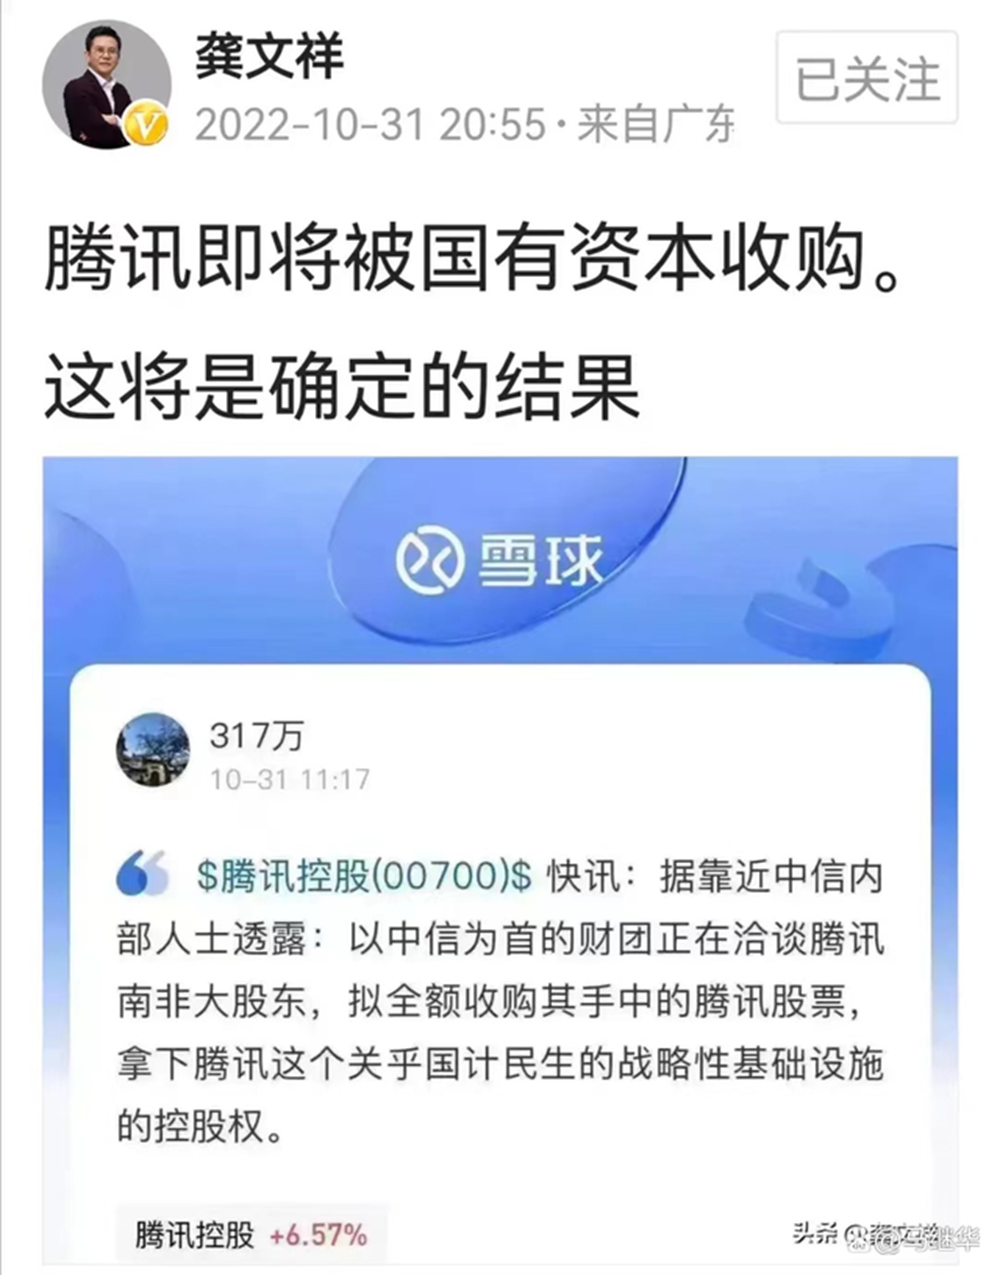 龚文祥
已关注
2022-10-31 20:55·来自广东
腾讯即将被国有资本收购。
这将是确定的结果
雪球
317万
10-31 11:17
$腾讯控股(00700)$ 快讯：据靠近中信内
部人士透露：以中信为首的财团正在洽谈腾讯
南非大股东，拟全额收购其手中的腾讯股票，
拿下腾讯这个关乎国计民生的战略性基础设施
的控股权。
腾讯控股 +6.57%
头条